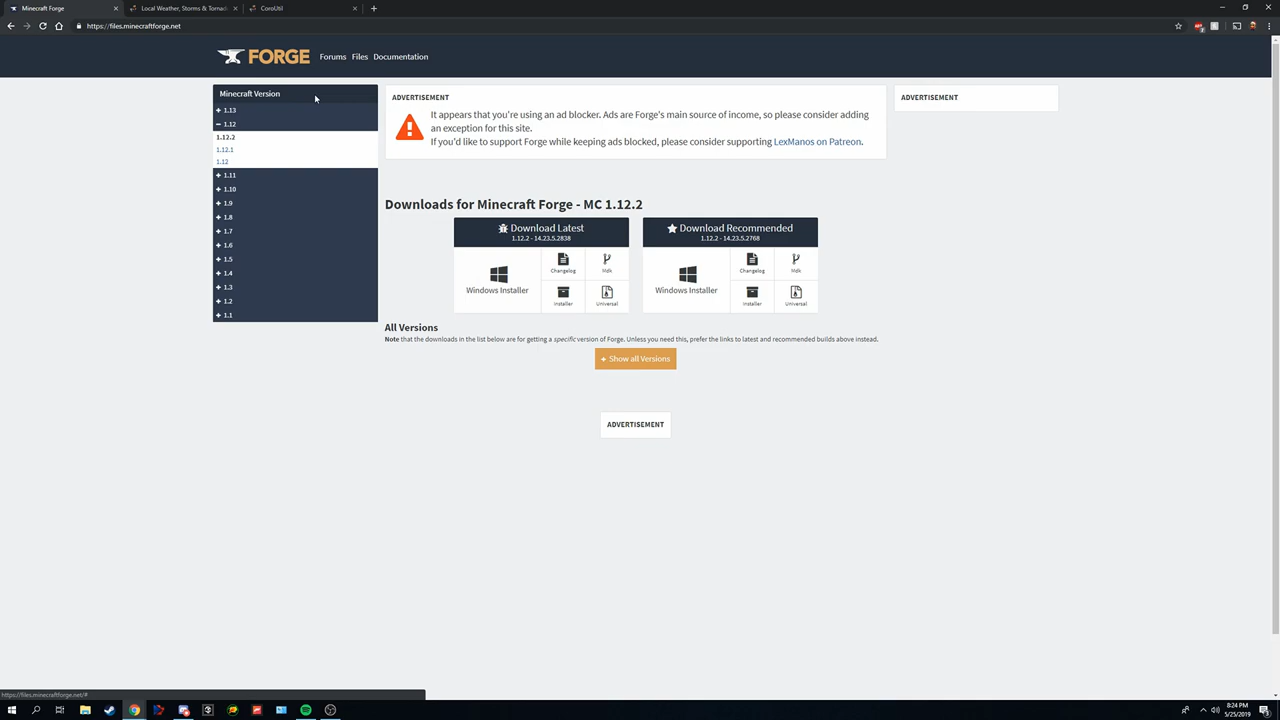 Minecraft Forge
Local Weather, Storms & Tornad
CoroUtil
https://files.minecraftforge.net
FORGE
Forums
Files
Documentation
Minecraft Version
1.13
1.12
1.12.2
1.12.1
1.12
1.11
1.10
1.9
1.8
1.7
1.6
1.5
1.4
1.3
1.2
1.1
ADVERTISEMENT
It appears that you're using an ad blocker. Ads are Forge's main source of income, so please consider adding
an exception for this site.
If you'd like to support Forge while keeping ads blocked, please consider supporting LexManos on Patreon.
ADVERTISEMENT
Downloads for Minecraft Forge - MC 1.12.2
Download Latest
1.12.2 - 14.23.5.2838
Windows Installer
Changelog
Mdk
Installer
Universal
Download Recommended
1.12.2 - 14.23.5.2768
Windows Installer
Changelog
Mdk
Installer
Universal
All Versions
Note that the downloads in the list below are for getting a specific version of Forge. Unless you need this, prefer the links to latest and recommended builds above instead.
+ Show all Versions
ADVERTISEMENT
https://files.minecraftforge.net/#
8:24 PM
5/25/2019